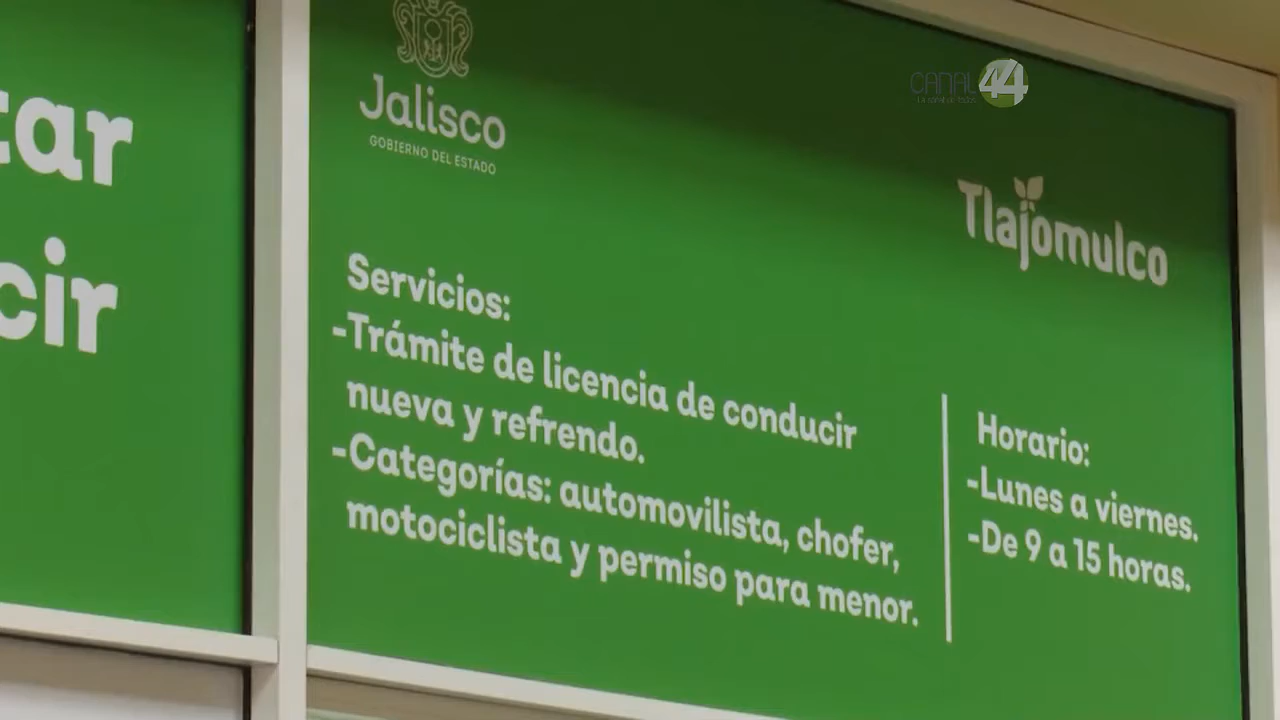 tar
cir
Jalisco
GOBIERNO DEL ESTADO
CANAL 44
Tlajomulco
Servicios:
-Trámite de licencia de conducir
nueva y refrendo.
-Categorías: automovilista, chofer,
motociclista y permiso para menor.
Horario:
-Lunes a viernes.
-De 9 a 15 horas.